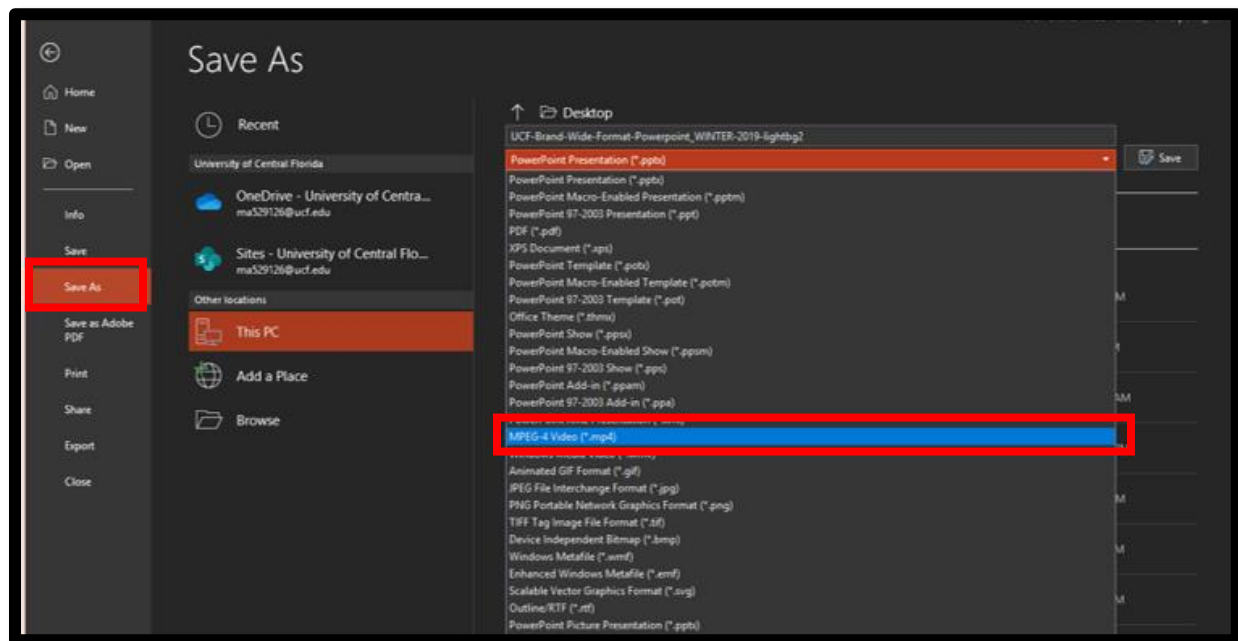 Save As
Home
New
Open
Info
Save
Save As
Save as Adobe
PDF
Print
Share
Export
Close
Recent
University of Central Florida
OneDrive - University of Centra...
ma529126@ucf.edu
Sites - University of Central Flo...
ma529126@ucf.edu
Other locations
This PC
Add a Place
Browse
Desktop
UCF-Brand-Wide-Format-Powerpoint_WINTER-2019-lightbg2
PowerPoint Presentation (*.pptx)
Save
PowerPoint Presentation (*.pptx)
PowerPoint Macro-Enabled Presentation (*.pptm)
PowerPoint 97-2003 Presentation (*.ppt)
PDF (*.pdf)
XPS Document (*.xps)
PowerPoint Template (*.potx)
PowerPoint Macro-Enabled Template (*.potm)
PowerPoint 97-2003 Template (*.pot)
Office Theme (*.thmx)
PowerPoint Show (*.ppsx)
PowerPoint Macro-Enabled Show (*.ppsm)
PowerPoint 97-2003 Show (*.pps)
PowerPoint Add-in (*.ppam)
PowerPoint 97-2003 Add-in (*.ppa)
MPEG-4 Video (*.mp4)
Animated GIF Format (*.gif)
JPEG File Interchange Format (*.jpg)
PNG Portable Network Graphics Format (*.png)
TIFF Tag Image File Format (*.tif)
Device Independent Bitmap (*.bmp)
Windows Metafile (*.wmf)
Enhanced Windows Metafile (*.emf)
Scalable Vector Graphics Format (*.svg)
Outline/RTF (*.rtf)
PowerPoint Picture Presentation (*.pptx)
M
AM
M
M
M